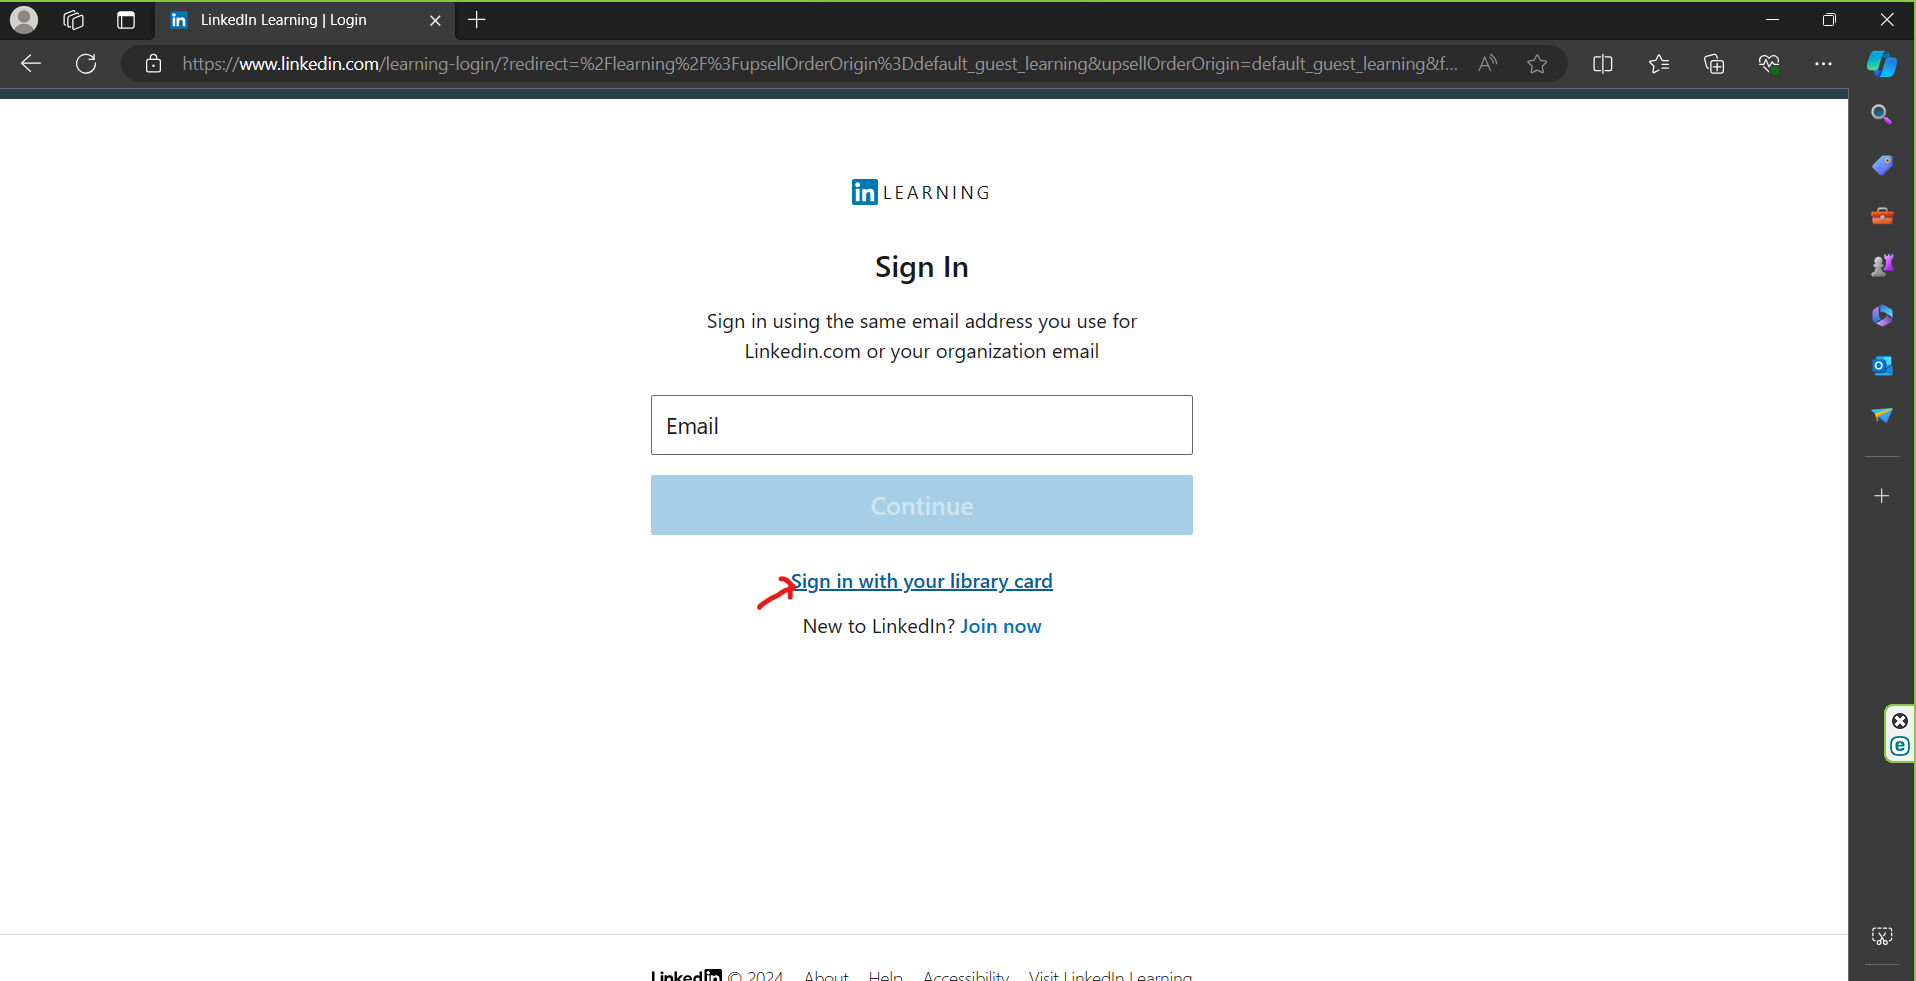 LinkedIn Learning | Login
https://www.linkedin.com/learning-login/?redirect=%2Flearning%2F%3FupsellOrderOrigin%3Ddefault_guest_learning&upsellOrderOrigin=default_guest_learning&f...
in LEARNING
Sign In
Sign in using the same email address you use for
Linkedin.com or your organization email
Email
Continue
Sign in with your library card
New to LinkedIn? Join now
LinkedIn © 2024 About Help Accessibility Visit LinkedIn Learning